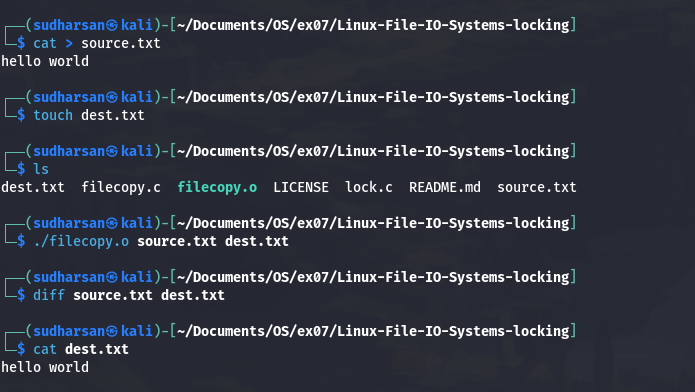 ┌──(sudharsan㉿kali)-[~/Documents/OS/ex07/Linux-File-IO-Systems-locking]
└─$ cat > source.txt
hello world
┌──(sudharsan㉿kali)-[~/Documents/OS/ex07/Linux-File-IO-Systems-locking]
└─$ touch dest.txt
┌──(sudharsan㉿kali)-[~/Documents/OS/ex07/Linux-File-IO-Systems-locking]
└─$ ls
dest.txt  filecopy.c  filecopy.o  LICENSE  lock.c  README.md  source.txt
┌──(sudharsan㉿kali)-[~/Documents/OS/ex07/Linux-File-IO-Systems-locking]
└─$ ./filecopy.o source.txt dest.txt
┌──(sudharsan㉿kali)-[~/Documents/OS/ex07/Linux-File-IO-Systems-locking]
└─$ diff source.txt dest.txt
┌──(sudharsan㉿kali)-[~/Documents/OS/ex07/Linux-File-IO-Systems-locking]
└─$ cat dest.txt
hello world